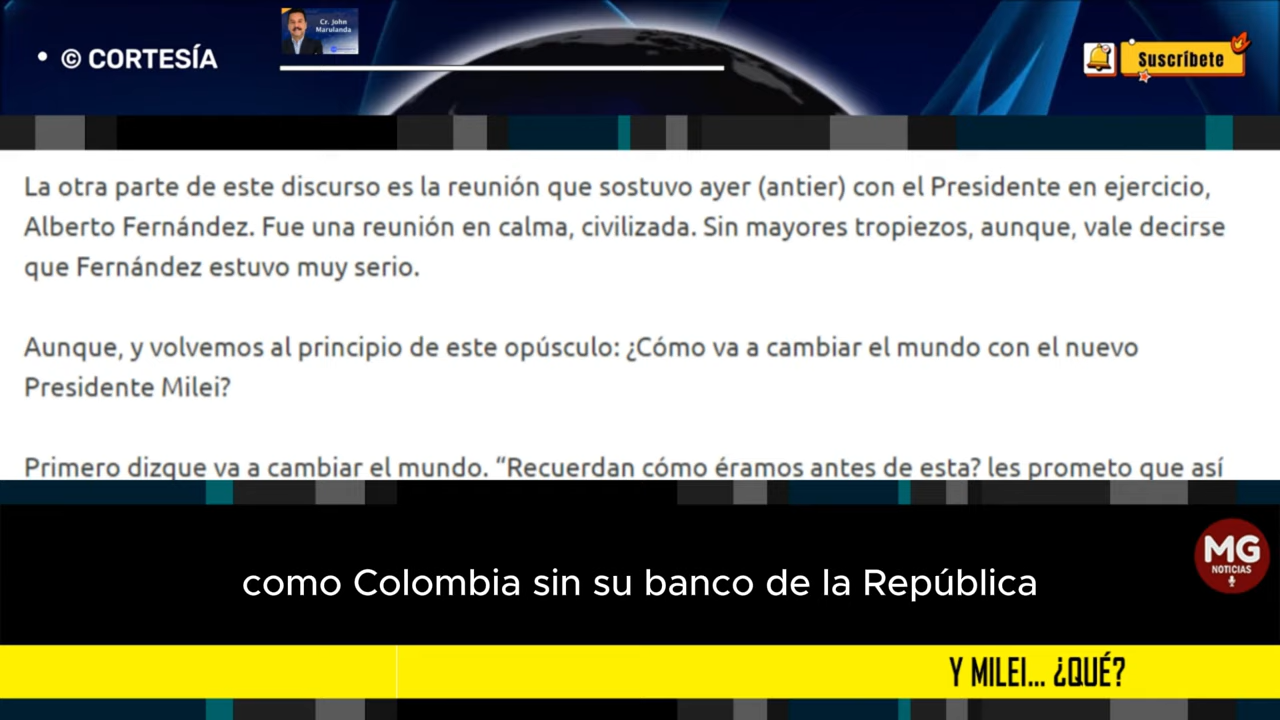 • © CORTESÍA
Cr. John
Marulanda
Suscríbete
La otra parte de este discurso es la reunión que sostuvo ayer (antier) con el Presidente en ejercicio,
Alberto Fernández. Fue una reunión en calma, civilizada. Sin mayores tropiezos, aunque, vale decirse
que Fernández estuvo muy serio.
Aunque, y volvemos al principio de este opúsculo: ¿Cómo va a cambiar el mundo con el nuevo
Presidente Milei?
Primero dizque va a cambiar el mundo. “Recuerdan cómo éramos antes de esta? les prometo que así
MG
NOTICIAS
como Colombia sin su banco de la República
Y MILEI... ¿QUÉ?